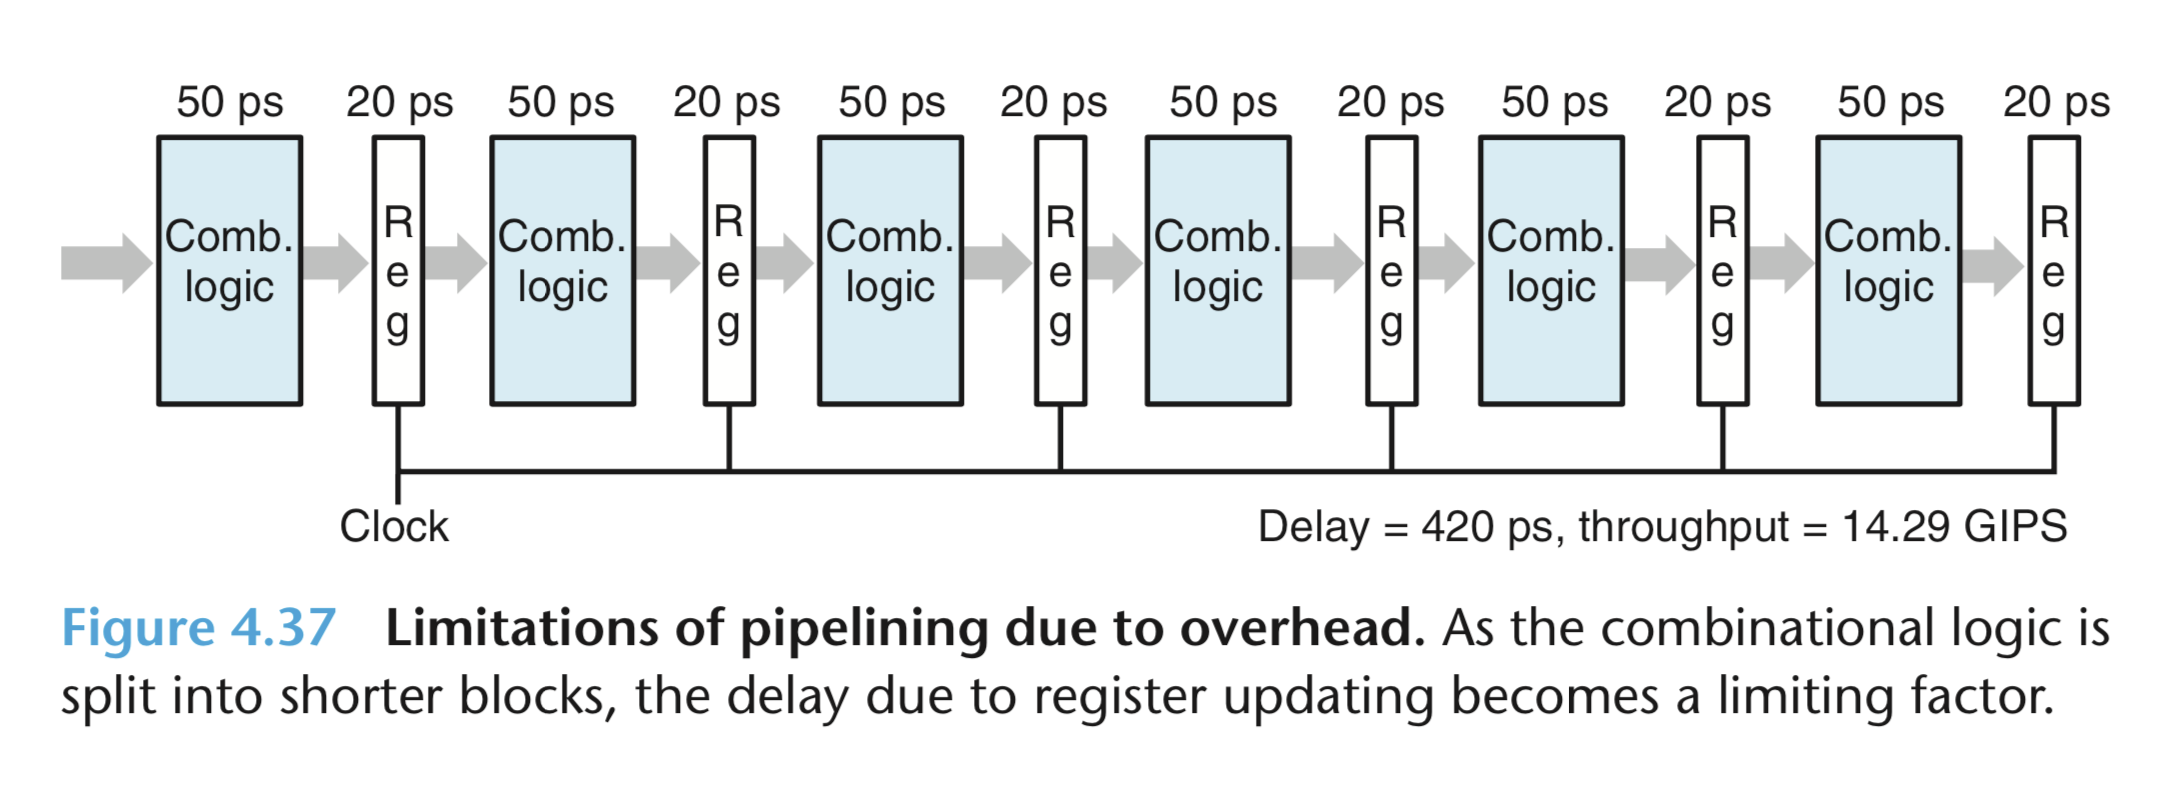 50 ps 20 ps 50 ps 20 ps 50 ps 20 ps 50 ps 20 ps 50 ps 20 ps 50 ps 20 ps
Comb.
logic
Reg
Comb.
logic
Reg
Comb.
logic
Reg
Comb.
logic
Reg
Comb.
logic
Reg
Comb.
logic
Reg
Clock
Delay = 420 ps, throughput = 14.29 GIPS
Figure 4.37 Limitations of pipelining due to overhead. As the combinational logic is
split into shorter blocks, the delay due to register updating becomes a limiting factor.